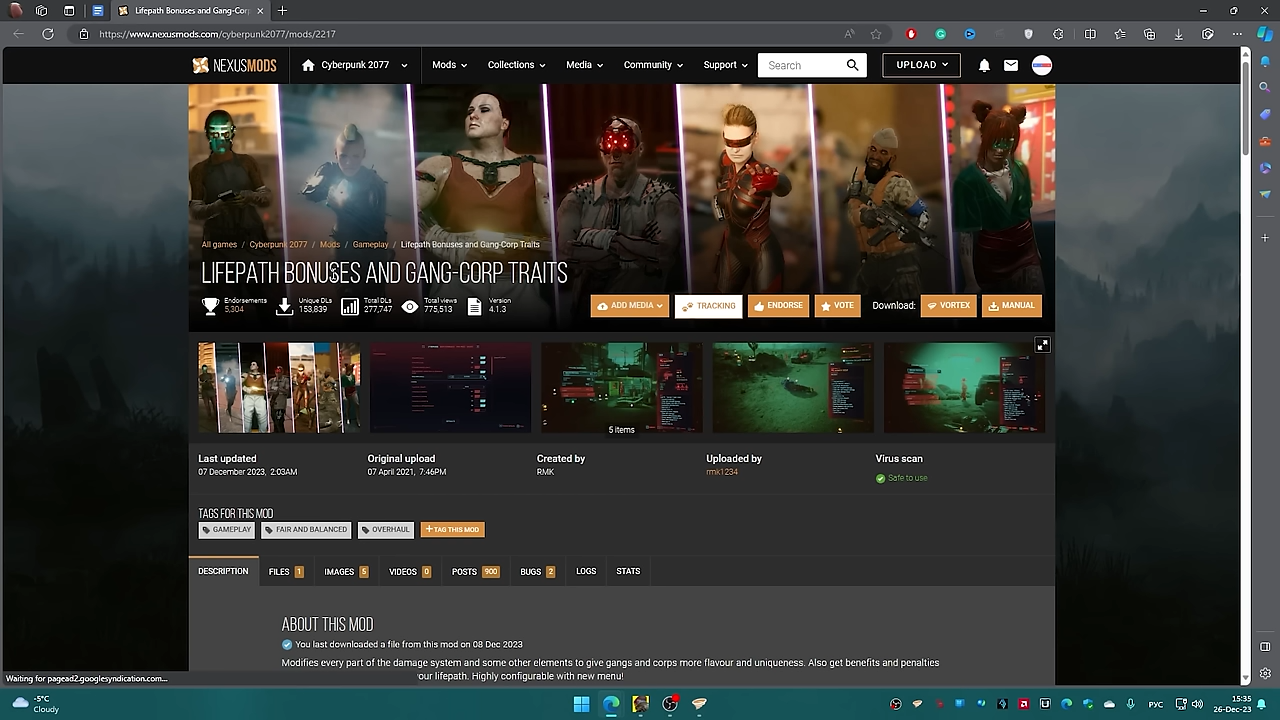 Lifepath Bonuses and Gang-Cor
https://www.nexusmods.com/cyberpunk2077/mods/2217
NEXUSMODS
Cyberpunk 2077
Mods
Collections
Media
Community
Support
Search
UPLOAD
All games / Cyberpunk 2077 / Mods / Gameplay / Lifepath Bonuses and Gang-Corp Traits
LIFEPATH BONUSES AND GANG-CORP TRAITS
Endorsements
5,304
Unique DLs
Total DLs
277,747
Total views
Version
4.1.3
ADD MEDIA
TRACKING
ENDORSE
VOTE
Download:
VORTEX
MANUAL
5 items
Last updated
07 December 2023, 2:03AM
Original upload
07 April 2021, 7:46PM
Created by
RMK
Uploaded by
rmk1234
Virus scan
Safe to use
TAGS FOR THIS MOD
GAMEPLAY
FAIR AND BALANCED
OVERHAUL
+TAG THIS MOD
DESCRIPTION
FILES 1
IMAGES 5
VIDEOS 0
POSTS 900
BUGS 2
LOGS
STATS
ABOUT THIS MOD
You last downloaded a file from this mod on 08 Dec 2023
Modifies every part of the damage system and some other elements to give gangs and corps more flavour and uniqueness. Also get benefits and penalties
your lifepath. Highly configurable with new menu!
Waiting for pagead2.googlesyndication.com...
-5°C
Cloudy
РУС
15:35
26-Dec-23